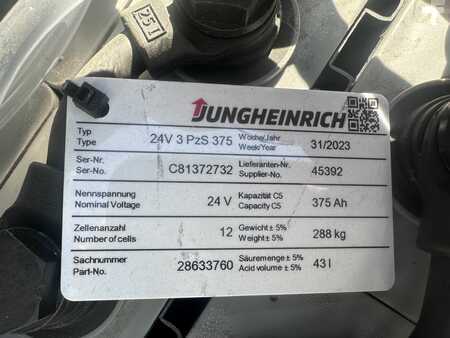 25 l
JUNGHEINRICH
Typ
Type 24V 3 PzS 375 Woche/Jahr
Week/Year 31/2023
Ser-Nr.
Ser-No. C81372732 Lieferanten-Nr.
Supplier-No. 45392
Nennspannung
Nominal Voltage 24 V Kapazität C5
Capacity C5 375 Ah
Zellenanzahl
Number of cells 12 Gewicht ± 5%
Weight ± 5% 288 kg
Sachnummer
Part-No. 28633760 Säuremenge ± 5%
Acid volume ± 5% 43 l